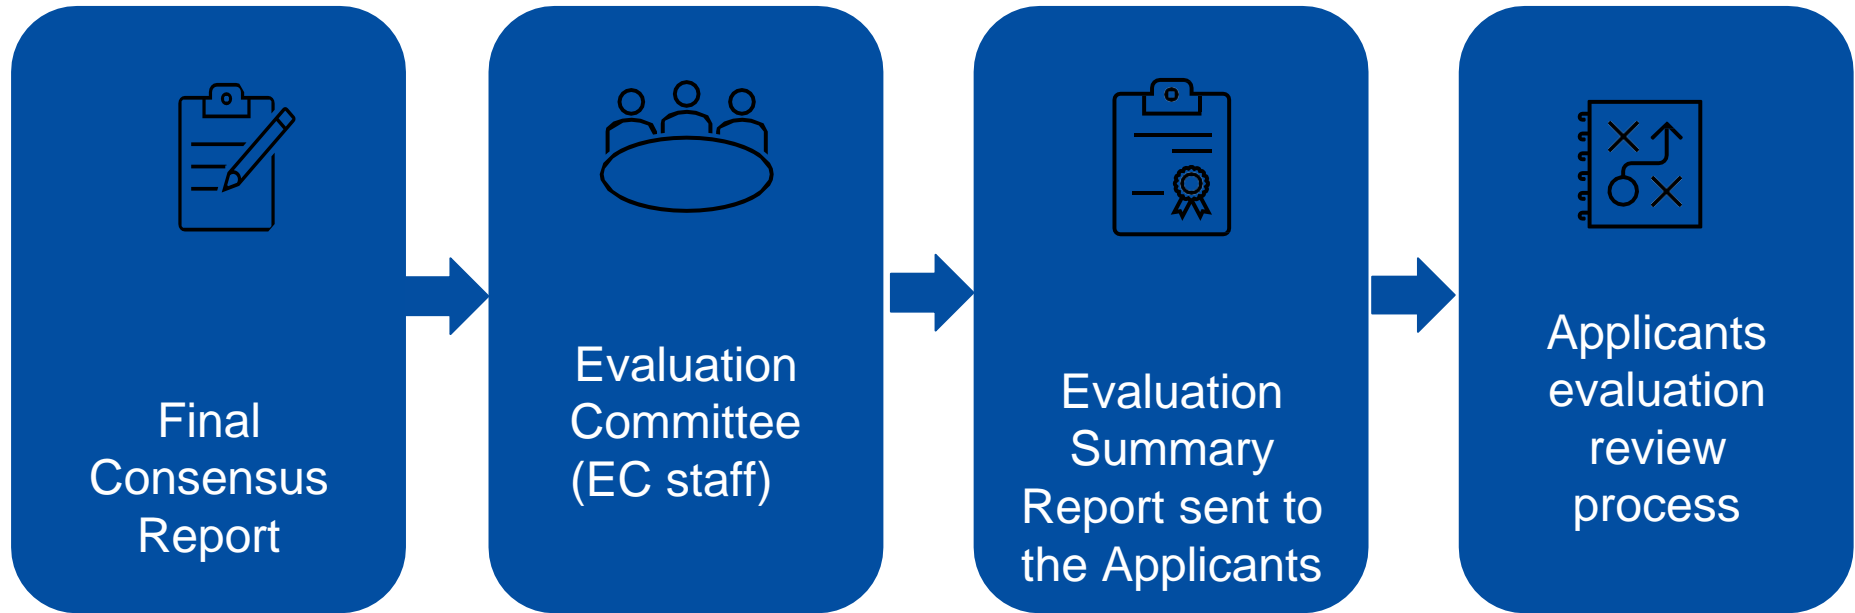 Final
Consensus
Report
Evaluation
Committee
(EC staff)
Evaluation
Summary
Report sent to
the Applicants
Applicants
evaluation
review
process